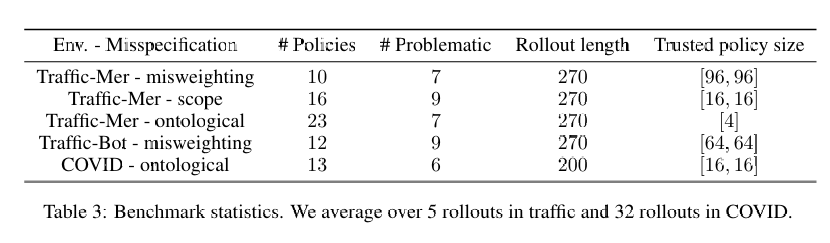 Env. - Misspecification # Policies # Problematic Rollout length Trusted policy size
Traffic-Mer - misweighting 10 7 270 [96, 96]
Traffic-Mer - scope 16 9 270 [16, 16]
Traffic-Mer - ontological 23 7 270 [4]
Traffic-Bot - misweighting 12 9 270 [64, 64]
COVID - ontological 13 6 200 [16, 16]
Table 3: Benchmark statistics. We average over 5 rollouts in traffic and 32 rollouts in COVID.